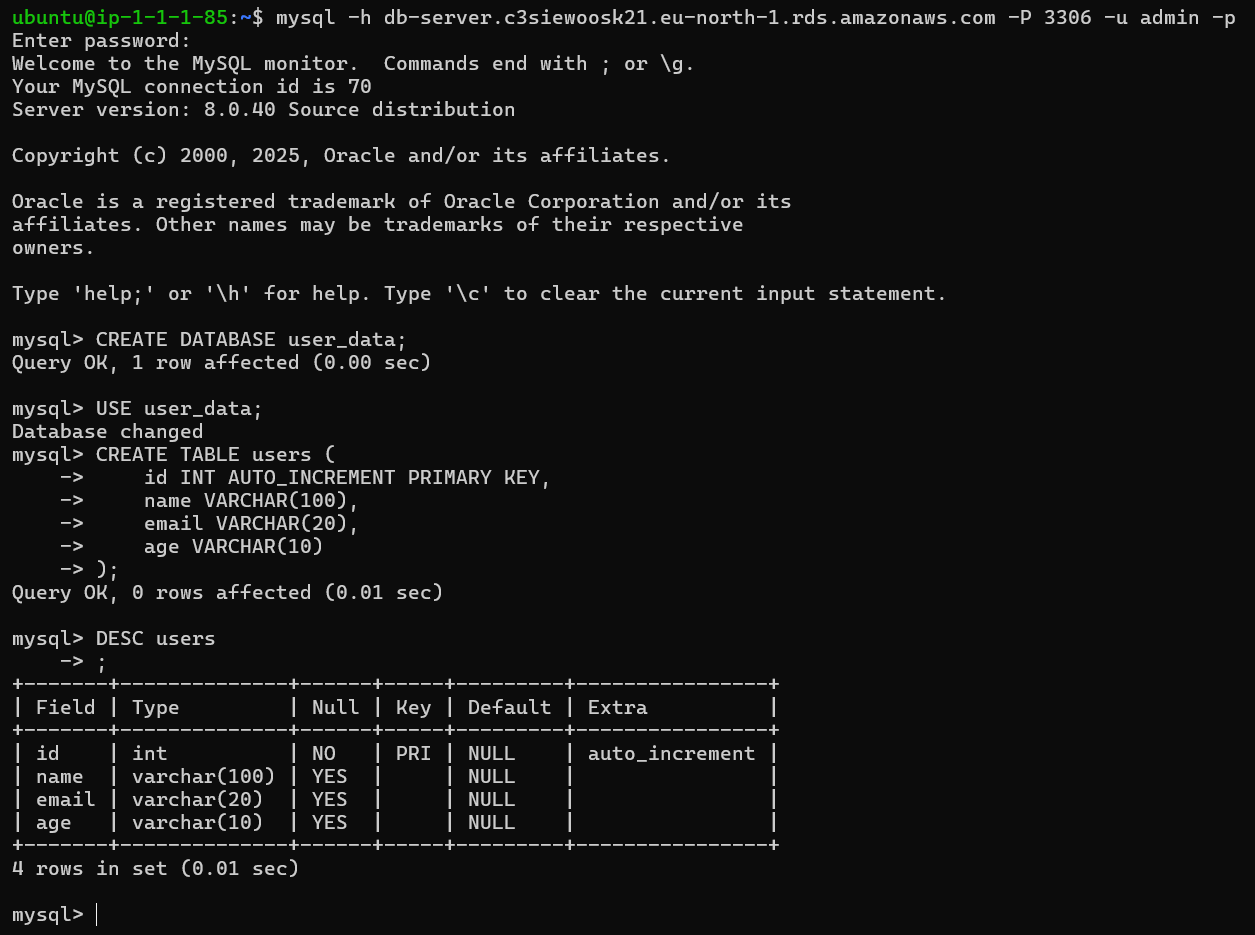 ubuntu@ip-1-1-1-85:~$ mysql -h db-server.c3siewoosk21.eu-north-1.rds.amazonaws.com -P 3306 -u admin -p
Enter password:
Welcome to the MySQL monitor.  Commands end with ; or \g.
Your MySQL connection id is 70
Server version: 8.0.40 Source distribution

Copyright (c) 2000, 2025, Oracle and/or its affiliates.

Oracle is a registered trademark of Oracle Corporation and/or its
affiliates. Other names may be trademarks of their respective
owners.

Type 'help;' or '\h' for help. Type '\c' to clear the current input statement.

mysql> CREATE DATABASE user_data;
Query OK, 1 row affected (0.00 sec)

mysql> USE user_data;
Database changed
mysql> CREATE TABLE users (
    ->     id INT AUTO_INCREMENT PRIMARY KEY,
    ->     name VARCHAR(100),
    ->     email VARCHAR(20),
    ->     age VARCHAR(10)
    -> );
Query OK, 0 rows affected (0.01 sec)

mysql> DESC users
    -> ;
+-------+--------------+------+-----+---------+----------------+
| Field | Type         | Null | Key | Default | Extra          |
+-------+--------------+------+-----+---------+----------------+
| id    | int          | NO   | PRI | NULL    | auto_increment |
| name  | varchar(100) | YES  |     | NULL    |                |
| email | varchar(20)  | YES  |     | NULL    |                |
| age   | varchar(10)  | YES  |     | NULL    |                |
+-------+--------------+------+-----+---------+----------------+
4 rows in set (0.01 sec)

mysql>